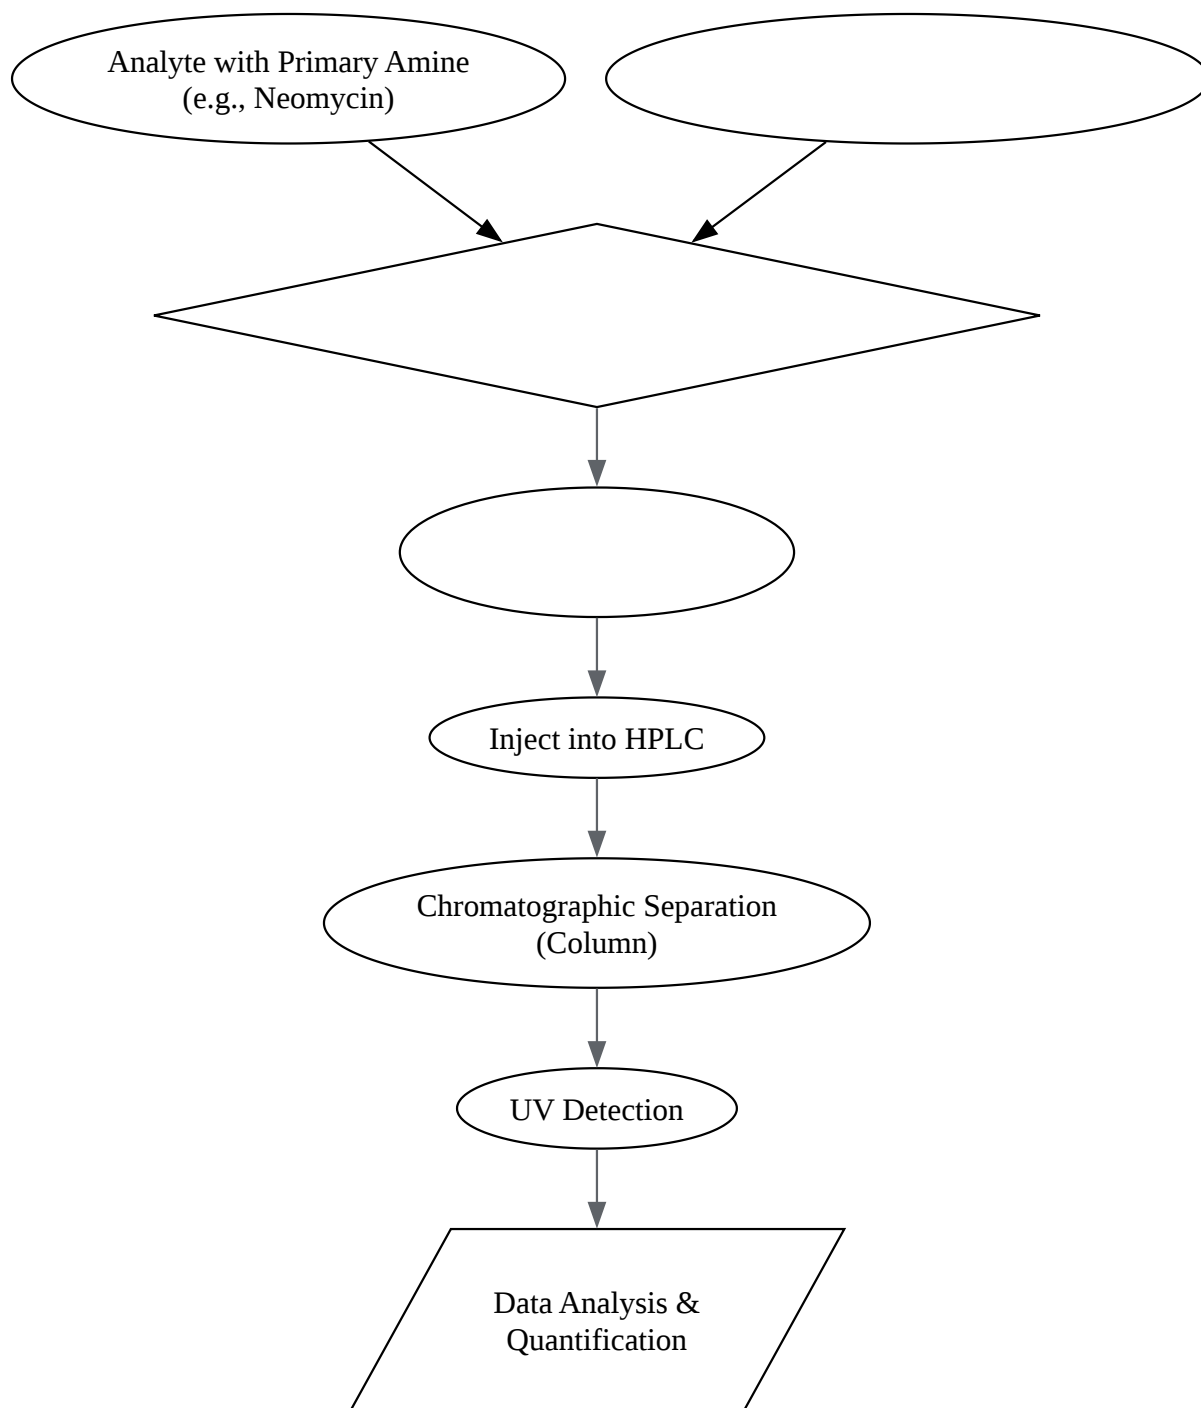 Analyte with Primary Amine
(e.g., Neomycin)
Inject into HPLC
Chromatographic Separation
(Column)
UV Detection
Data Analysis &
Quantification